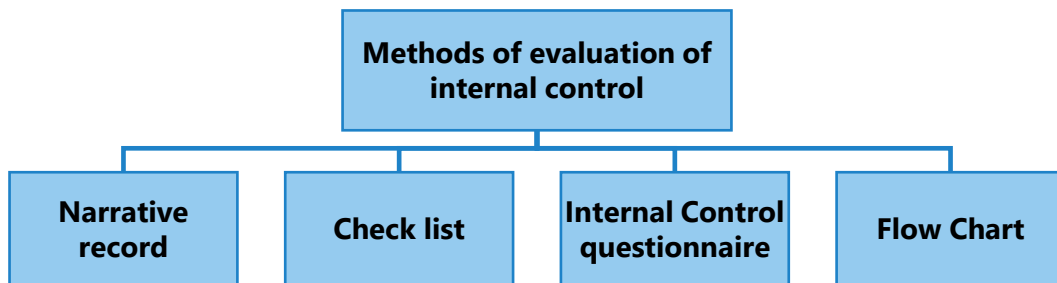 Methods of evaluation of
internal control
Narrative
record
Check list
Internal Control
questionnaire
Flow Chart